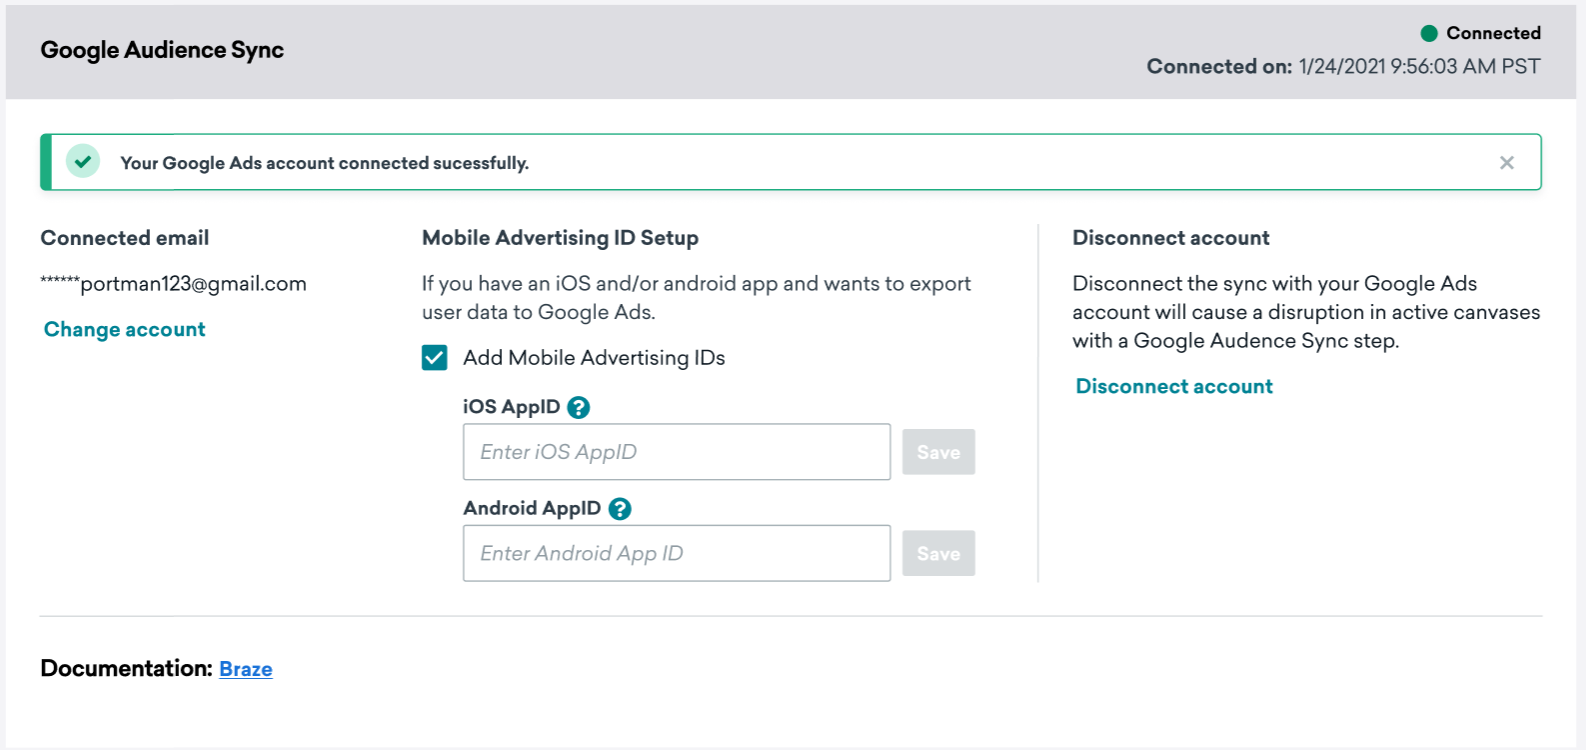 Google Audience Sync
Connected
Connected on: 1/24/2021 9:56:03 AM PST
Your Google Ads account connected sucessfully.
Connected email
******portman123@gmail.com
Change account
Mobile Advertising ID Setup
If you have an iOS and/or android app and wants to export
user data to Google Ads.
Add Mobile Advertising IDs
iOS AppID ?
Enter iOS AppID
Save
Android AppID ?
Enter Android App ID
Save
Disconnect account
Disconnect the sync with your Google Ads
account will cause a disruption in active canvases
with a Google Audence Sync step.
Disconnect account
Documentation: Braze